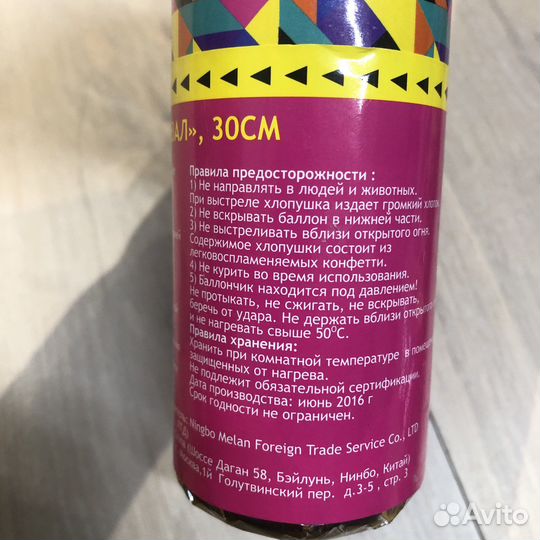 АЛ», 30СМ
Правила предосторожности :
1) Не направлять в людей и животных.
При выстреле хлопушка издает громкий хлопок.
2) Не вскрывать баллон в нижней части.
3) Не выстреливать вблизи открытого огня.
Содержимое хлопушки состоит из
легковоспламеняемых конфетти.
4) Не курить во время использования.
5) Баллончик находится под давлением!
Не протыкать, не сжигать, не вскрывать,
беречь от удара. Не держать вблизи открытого
и не нагревать свыше 50°С.
Правила хранения:
Хранить при комнатной температуре в
защищенных от нагрева.
Не подлежит обязательной сертификации.
Дата производства: июнь 2016 г
Срок годности не ограничен.
Ningbo Melan Foreign Trade Service Co., LTD
(Шоссе Даган 58, Бэйлунь, Нинбо, Китай)
Москва,1й Голутвинский пер. д.3-5 , стр. 3
Avito